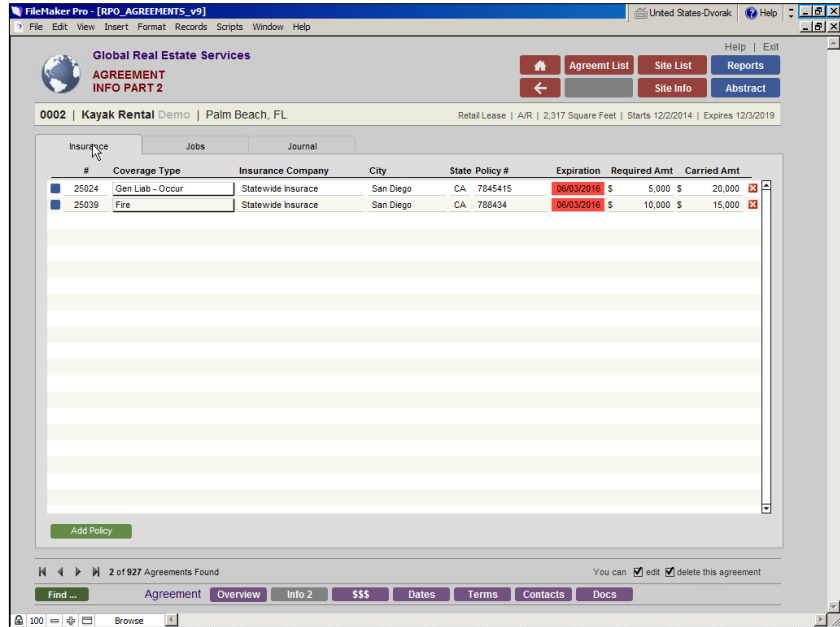 FileMaker Pro - [RPO_AGREEMENTS_v9]
United States-Dvorak Help
File Edit View Insert Format Records Scripts Window Help
Help | Exit
Global Real Estate Services
AGREEMENT
INFO PART 2
Agreemt List Site List Reports
Site Info Abstract
0002 | Kayak Rental Demo | Palm Beach, FL
Retail Lease | A/R | 2,317 Square Feet | Starts 12/2/2014 | Expires 12/3/2019
Insurance Jobs Journal
# Coverage Type Insurance Company City State Policy # Expiration Required Amt Carried Amt
25024 Gen Liab - Occur Statewide Insurace San Diego CA 7845415 06/03/2016 $ 5,000 $ 20,000
25039 Fire Statewide Insurace San Diego CA 788434 06/03/2016 $ 10,000 $ 15,000
Add Policy
2 of 927 Agreements Found
You can edit delete this agreement
Find ... Agreement Overview Info 2 $$$ Dates Terms Contacts Docs
100 Browse